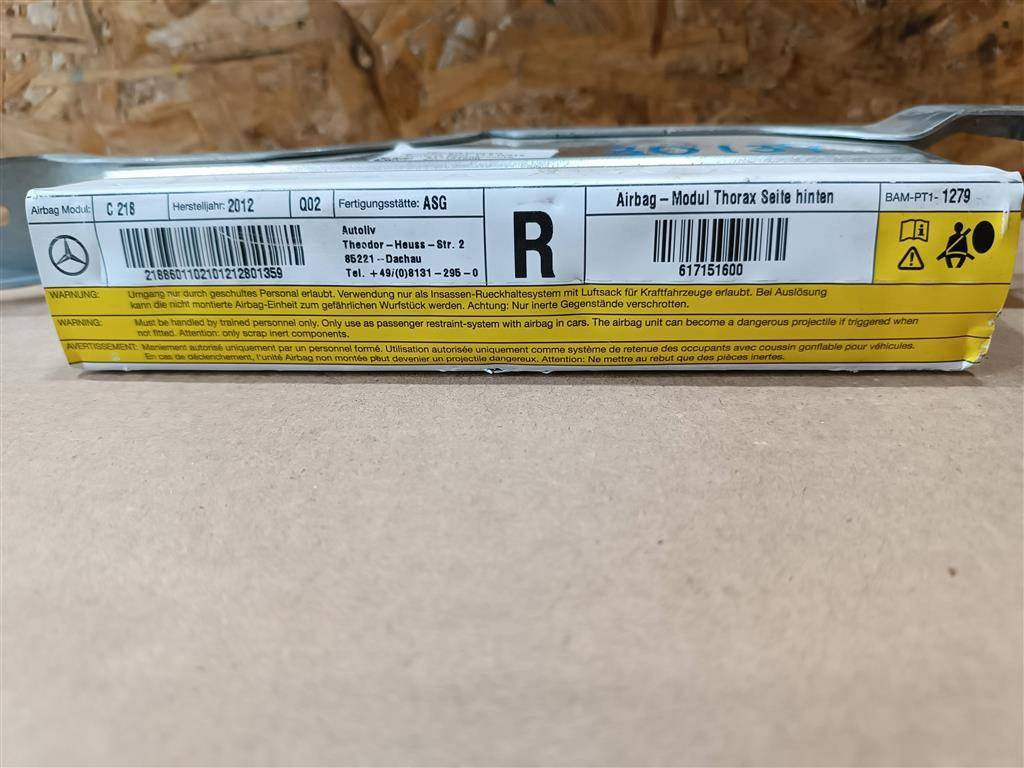 Airbag Modul: C 218 Herstelljahr: 2012 Q02 Fertigungsstätte: ASG
Autoliv
Theodor-Heuss-Str. 2
85221-Dachau
Tel. +49/(0)8131-295-0
2188601102101212801359
R
Airbag-Modul Thorax Seite hinten
617151600
BAM-PT1-1279
WARNUNG: Umgang nur durch geschultes Personal erlaubt. Verwendung nur als Insassen-Rueckhaltesystem mit Luftsack für Kraftfahrzeuge erlaubt. Bei Auslösung
kann die nicht montierte Airbag-Einheit zum gefährlichen Wurfstück werden. Achtung: Nur inerte Gegenstände verschrotten.
WARNING: Must be handled by trained personnel only. Only use as passenger restraint-system with airbag in cars. The airbag unit can become a dangerous projectile if triggered when
not fitted. Attention: only scrap inert components.
AVERTISSEMENT: Maniement autorisé uniquement par un personnel formé. Utilisation autorisée uniquement comme système de retenue des occupants avec coussin gonflable pour véhicules.
En cas de déclenchement, l'unité Airbag non montée peut devenir un projectile dangereux. Attention: Ne mettre au rebut que des pièces inertes.